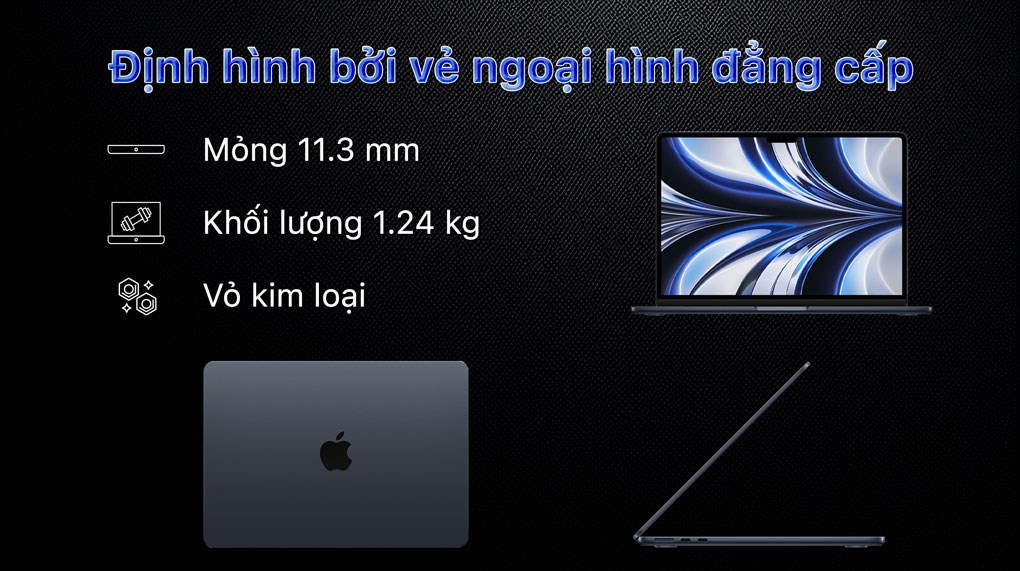 Định hình bởi vẻ ngoại hình đẳng cấp
Mỏng 11.3 mm
Khối lượng 1.24 kg
Vỏ kim loại